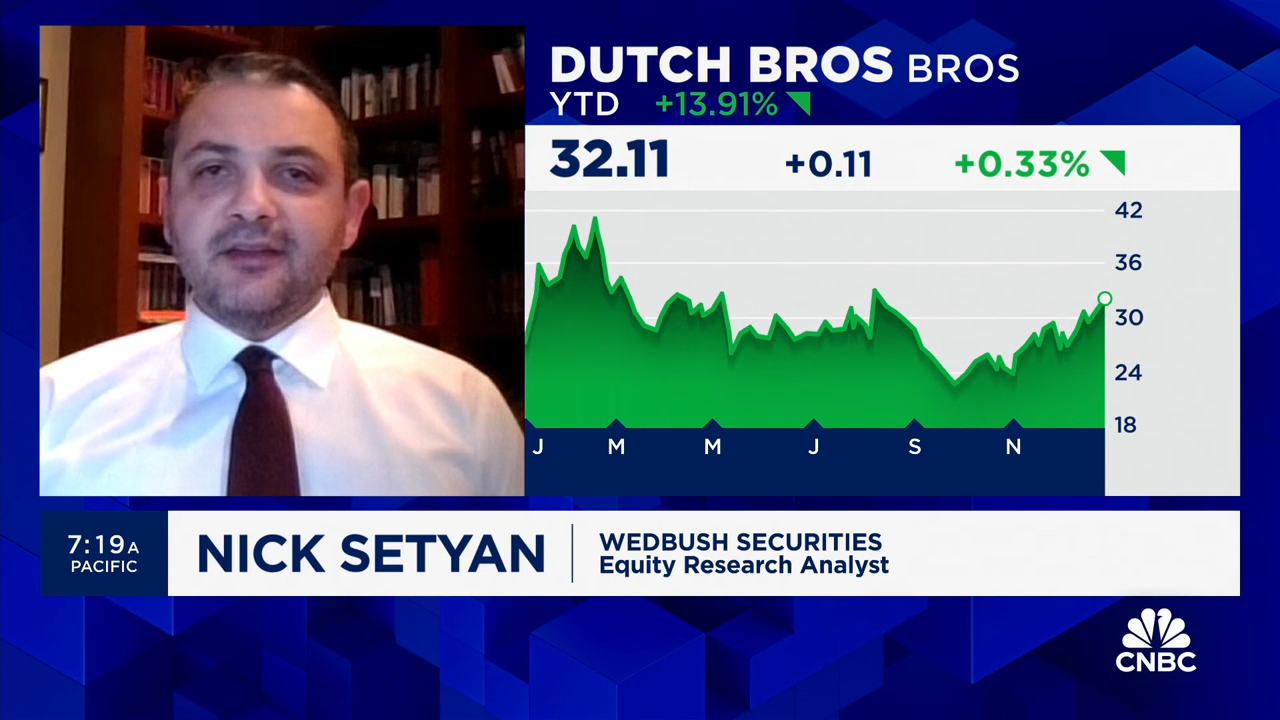 DUTCH BROS BROS
YTD +13.91%
32.11 +0.11 +0.33%
42
36
30
24
18
J M M J S N
7:19A
PACIFIC
NICK SETYAN
WEDBUSH SECURITIES
Equity Research Analyst
CNBC